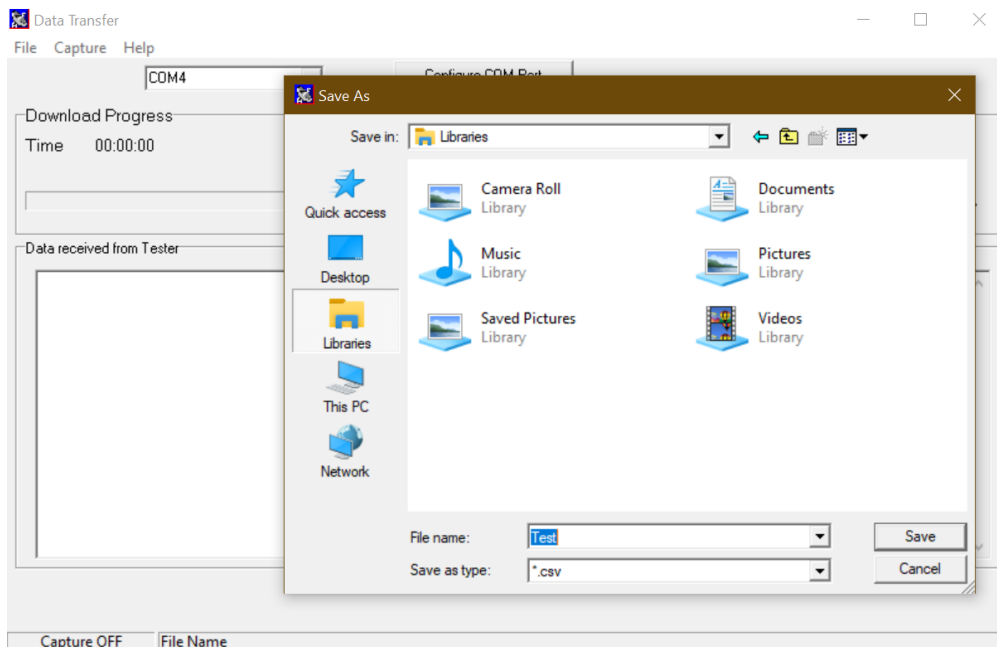 Data Transfer
File Capture Help
COM4
Configure COM Port
Download Progress
Time 00:00:00
Data received from Tester
Capture OFF File Name
Save As
Save in: Libraries
Quick access
Desktop
Libraries
This PC
Network
Camera Roll
Library
Documents
Library
Music
Library
Pictures
Library
Saved Pictures
Library
Videos
Library
File name: Test
Save
Save as type: *.csv
Cancel